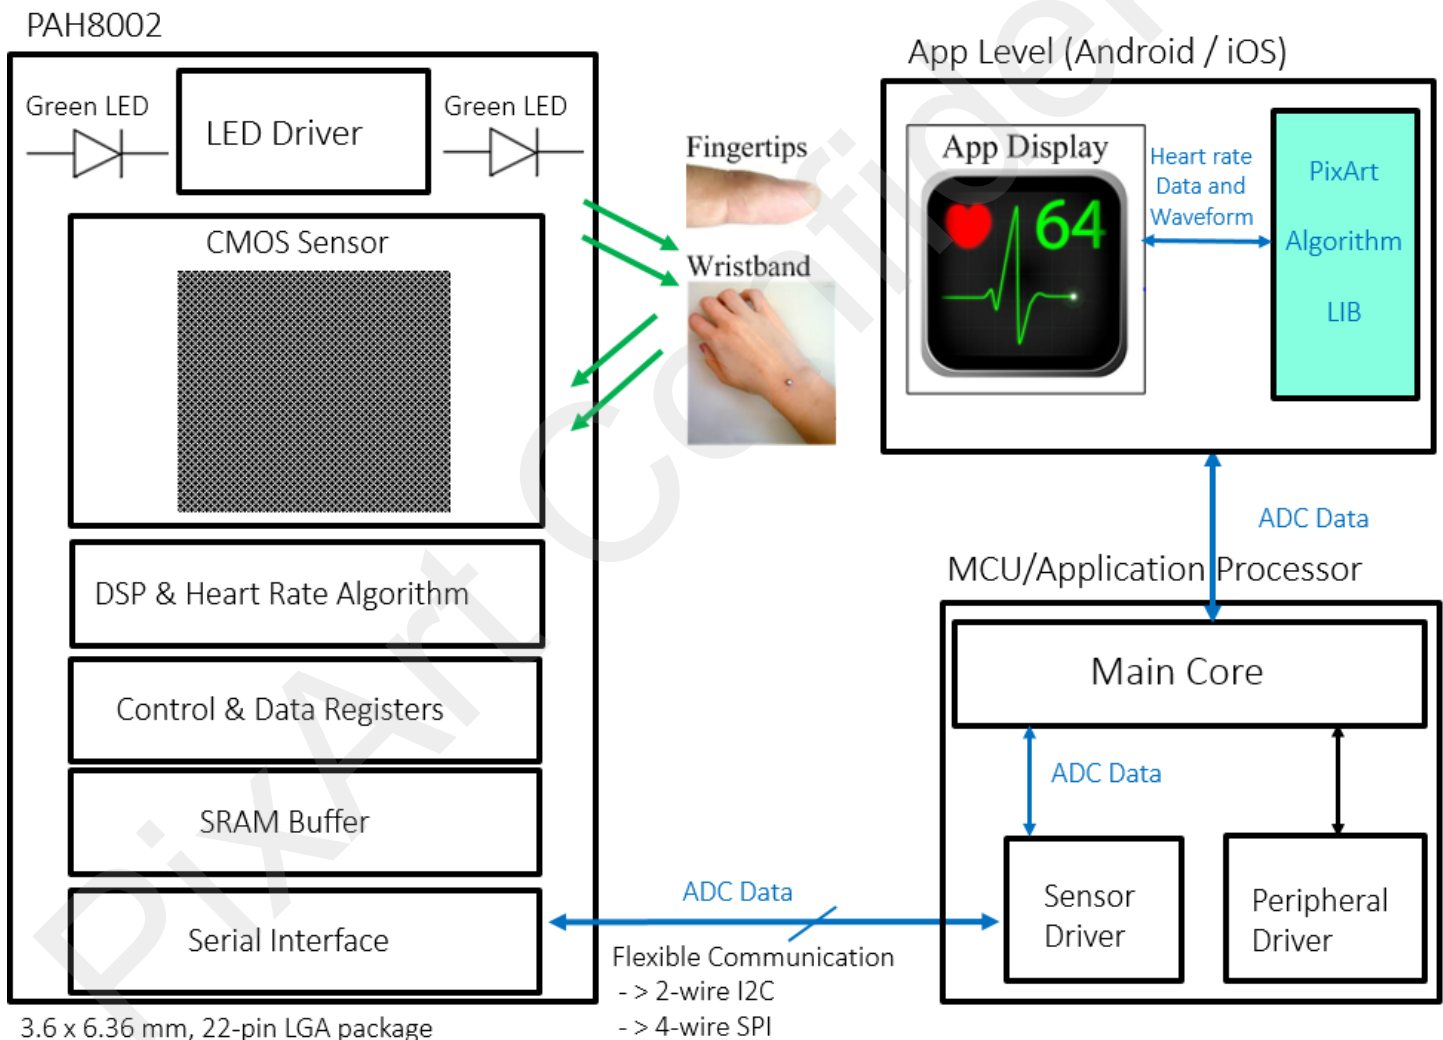 PAH8002
Green LED
LED Driver
Green LED
CMOS Sensor
DSP & Heart Rate Algorithm
Control & Data Registers
SRAM Buffer
Serial Interface
3.6 x 6.36 mm, 22-pin LGA package
Fingertips
Wristband
ADC Data
Flexible Communication
- > 2-wire I2C
- > 4-wire SPI
App Level (Android / iOS)
App Display
64
Heart rate
Data and
Waveform
PixArt
Algorithm
LIB
ADC Data
MCU/Application Processor
Main Core
ADC Data
Sensor
Driver
Peripheral
Driver
PixArt Confiden